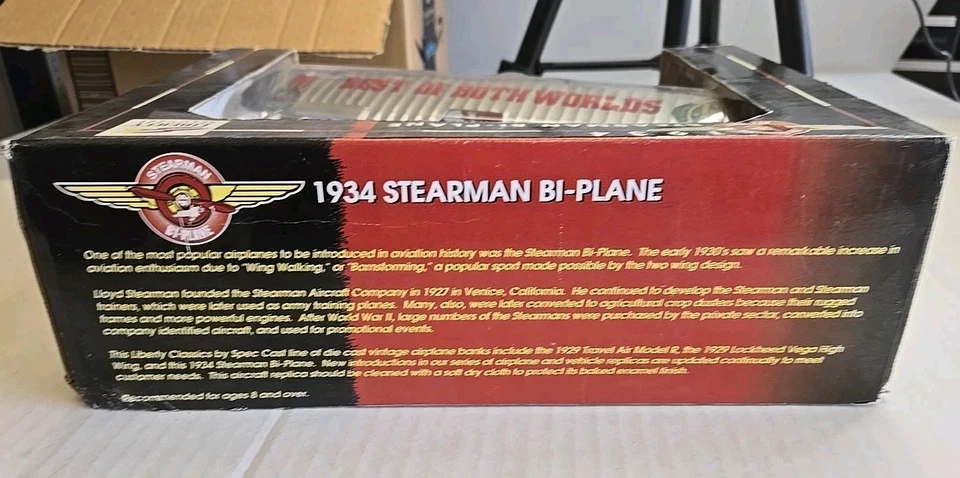 BEST OF BOTH WORLDS
STEARMAN
BI-PLANE
1934 STEARMAN BI-PLANE
One of the most popular airplanes to be introduced in aviation history was the Stearman Bi-Plane. The early 1930's saw a remarkable increase in
aviation enthusiasm due to "Wing Walking," or "Barnstorming," a popular sport made possible by the two wing design.
Lloyd Stearman founded the Stearman Aircraft Company in 1927 in Venice, California. He continued to develop the Stearman and Stearman
trainers, which were later used as army training planes. Many, also, were later converted to agricultural crop dusters because their rugged
frames and more powerful engines. After World War II, large numbers of the Stearmans were purchased by the private sector, converted into
company identified aircraft, and used for promotional events.
This Liberty Classics by Spec Cast line of die cast vintage airplane banks include the 1929 Travel Air Model R, the 1929 Lockheed Vega High
Wing, and this 1934 Stearman Bi-Plane. New introductions in our series of airplane and vehicle replicas are updated continually to meet
customer needs. This aircraft replica should be cleaned with a soft dry cloth to protect its baked enamel finish.
Recommended for ages 8 and over.